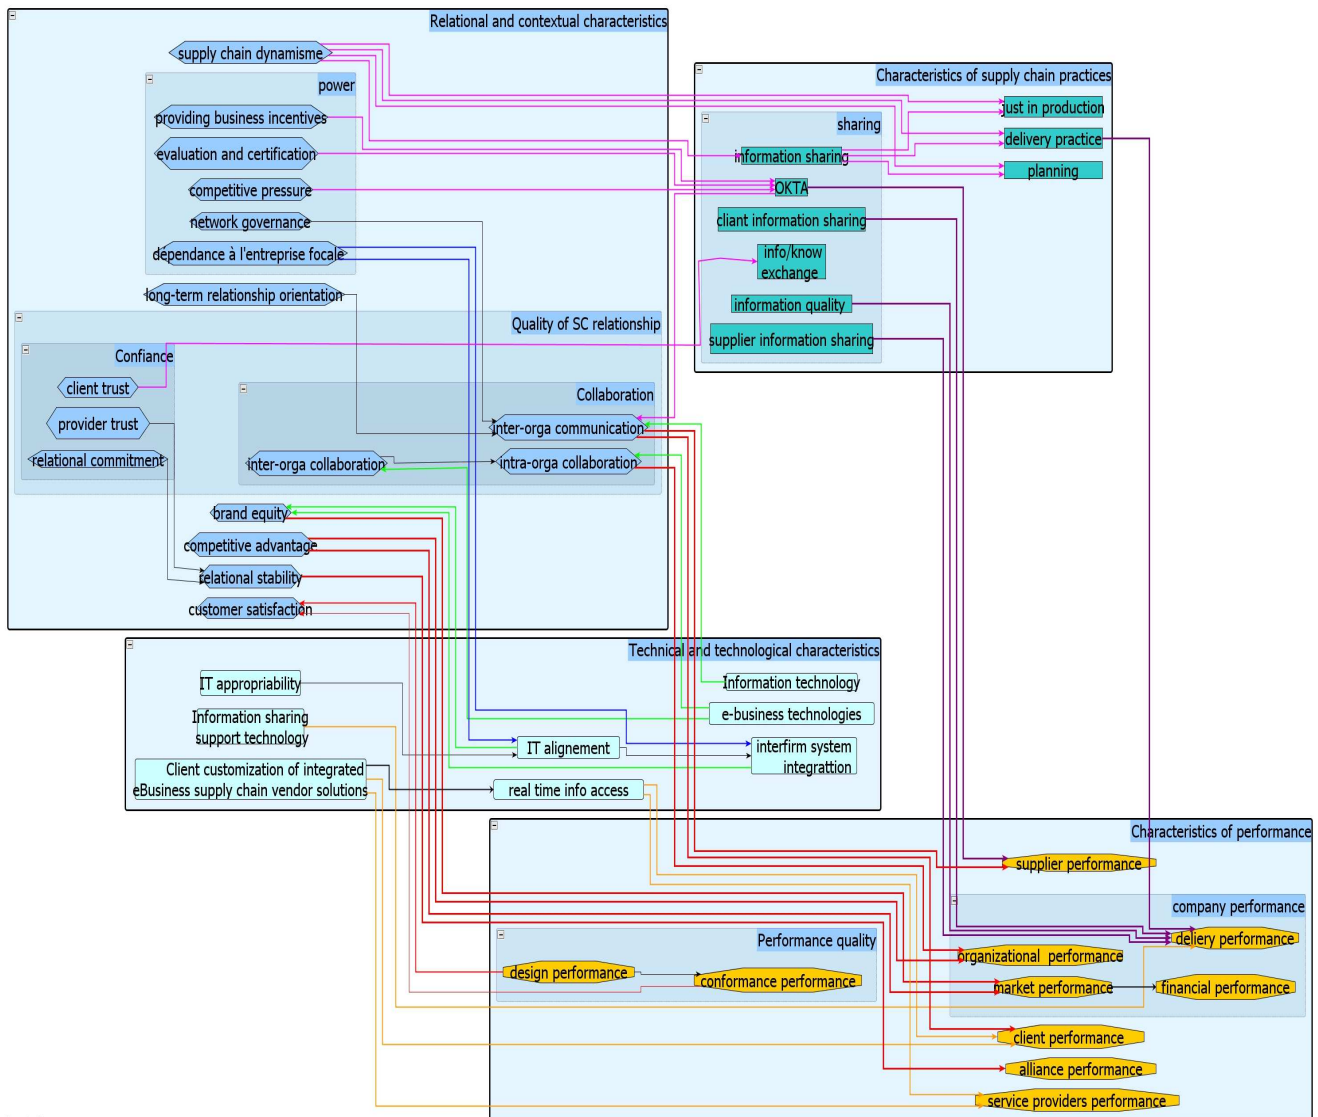 Relational and contextual characteristics
supply chain dynamisme
power
providing business incentives
evaluation and certification
competitive pressure
network governance
dépendance à l'entreprise focale
long-term relationship orientation
Quality of SC relationship
Confiance
client trust
provider trust
relational commitment
Collaboration
inter-orga communication
inter-orga collaboration
intra-orga collaboration
brand equity
competitive advantage
relational stability
customer satisfaction
Characteristics of supply chain practices
just in production
delivery practice
planning
sharing
information sharing
OKTA
client information sharing
info/know
exchange
information quality
supplier information sharing
Technical and technological characteristics
IT appropriability
Information sharing
support technology
Client customization of integrated
eBusiness supply chain vendor solutions
Information technology
e-business technologies
IT alignement
interfirm system
integrattion
real time info access
Characteristics of performance
supplier performance
company performance
deliery performance
organizational performance
market performance
financial performance
Performance quality
design performance
conformance performance
client performance
alliance performance
service providers performance